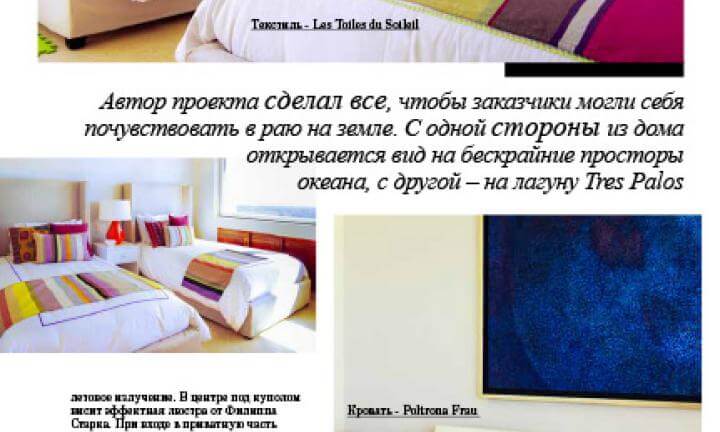 Текстиль - Les Toiles du Soileil
Автор проекта сделал все, чтобы заказчики могли себя
почувствовать в раю на земле. С одной стороны из дома
открывается вид на бескрайние просторы
океана, с другой – на лагуну Tres Palos
летовое излучение. В центре под куполом
висит эффектная люстра от Филиппа
Старка. При входе в приватную часть
Кровать - Poltrona Frau